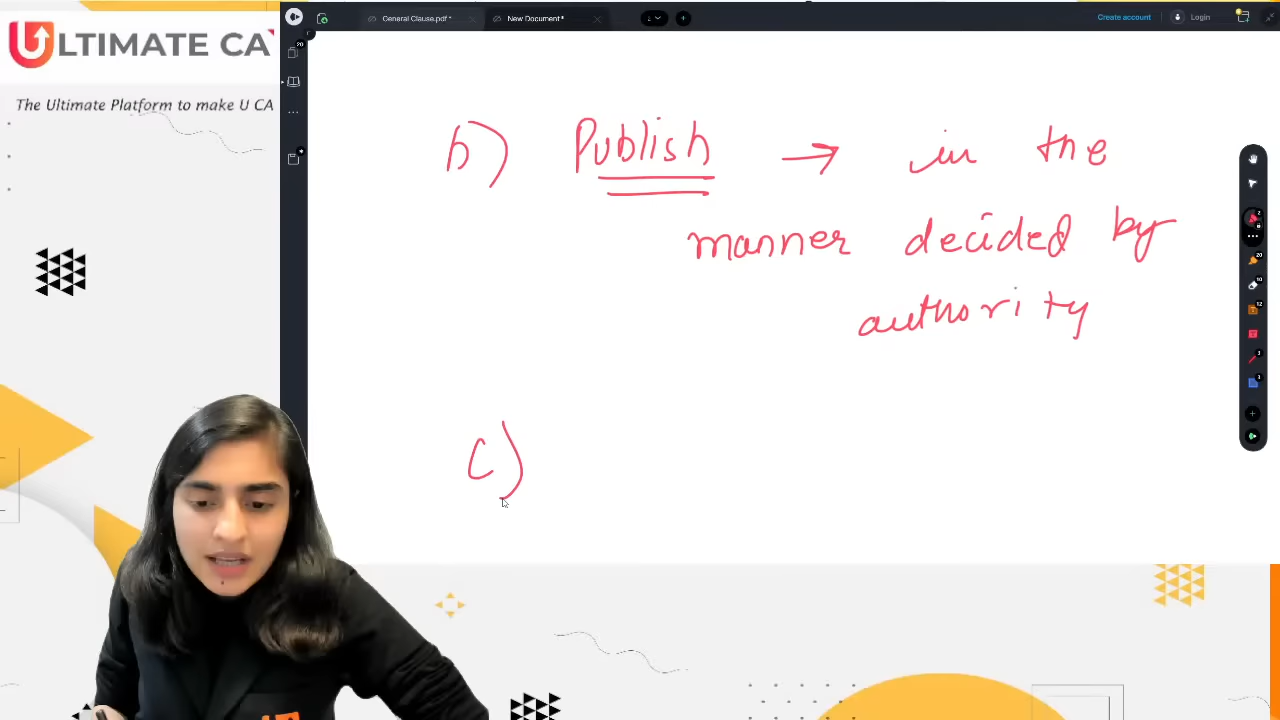 ULTIMATE CA
The Ultimate Platform to make U CA
General Clause.pdf*
New Document*
Create account
Login
b) Publish → in the
manner decided by
authority
c)